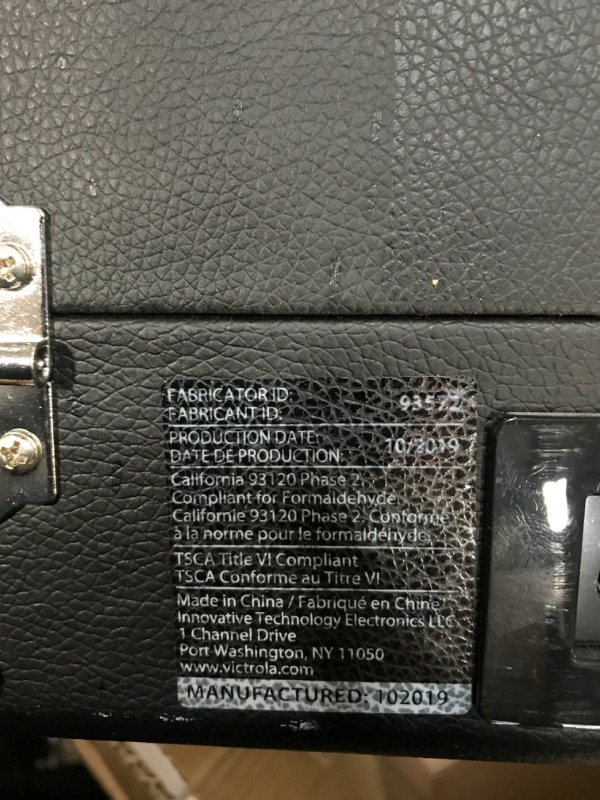 FABRICATOR ID: 93572
FABRICANT ID:
PRODUCTION DATE: 10/2019
DATE DE PRODUCTION:
California 93120 Phase 2.
Compliant for Formaldehyde
Californie 93120 Phase 2. Conforme
à la norme pour le formaldéhyde.
TSCA Title VI Compliant
TSCA Conforme au Titre VI
Made in China / Fabriqué en Chine
Innovative Technology Electronics LLC
1 Channel Drive
Port Washington, NY 11050
www.victrola.com
MANUFACTURED: 102019